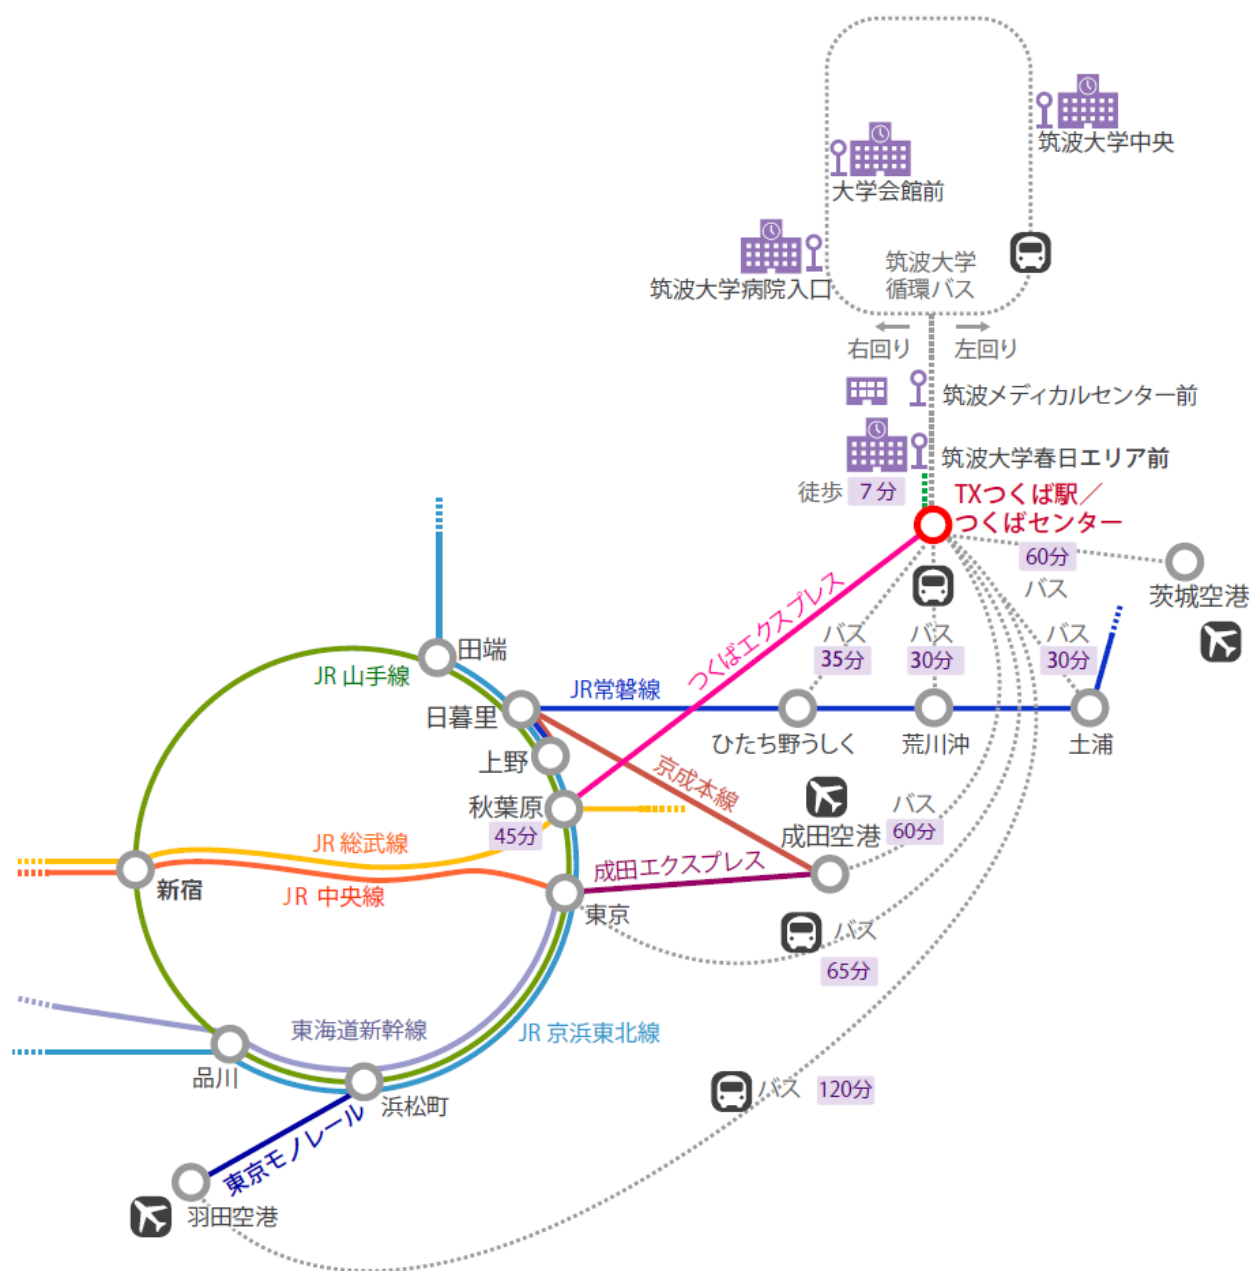 筑波大学中央
大学会館前
筑波大学病院入口
筑波大学
循環バス
右回り
左回り
筑波メディカルセンター前
筑波大学春日エリア前
徒歩 7分
TXつくば駅／
つくばセンター
60分
バス
茨城空港
つくばエクスプレス
バス
35分
バス
30分
バス
30分
田端
JR 山手線
日暮里
JR常磐線
ひたち野うしく
荒川沖
土浦
上野
京成本線
秋葉原
45分
成田空港
バス
60分
JR 総武線
成田エクスプレス
新宿
JR 中央線
東京
バス
65分
東海道新幹線
JR 京浜東北線
品川
浜松町
バス 120分
東京モノレール
羽田空港